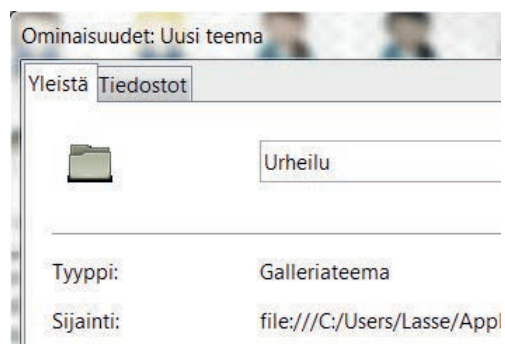 Ominaisuudet: Uusi teema
Yleistä Tiedostot
Urheilu
Tyyppi: Galleriateema
Sijainti: file:///C:/Users/Lasse/Appl